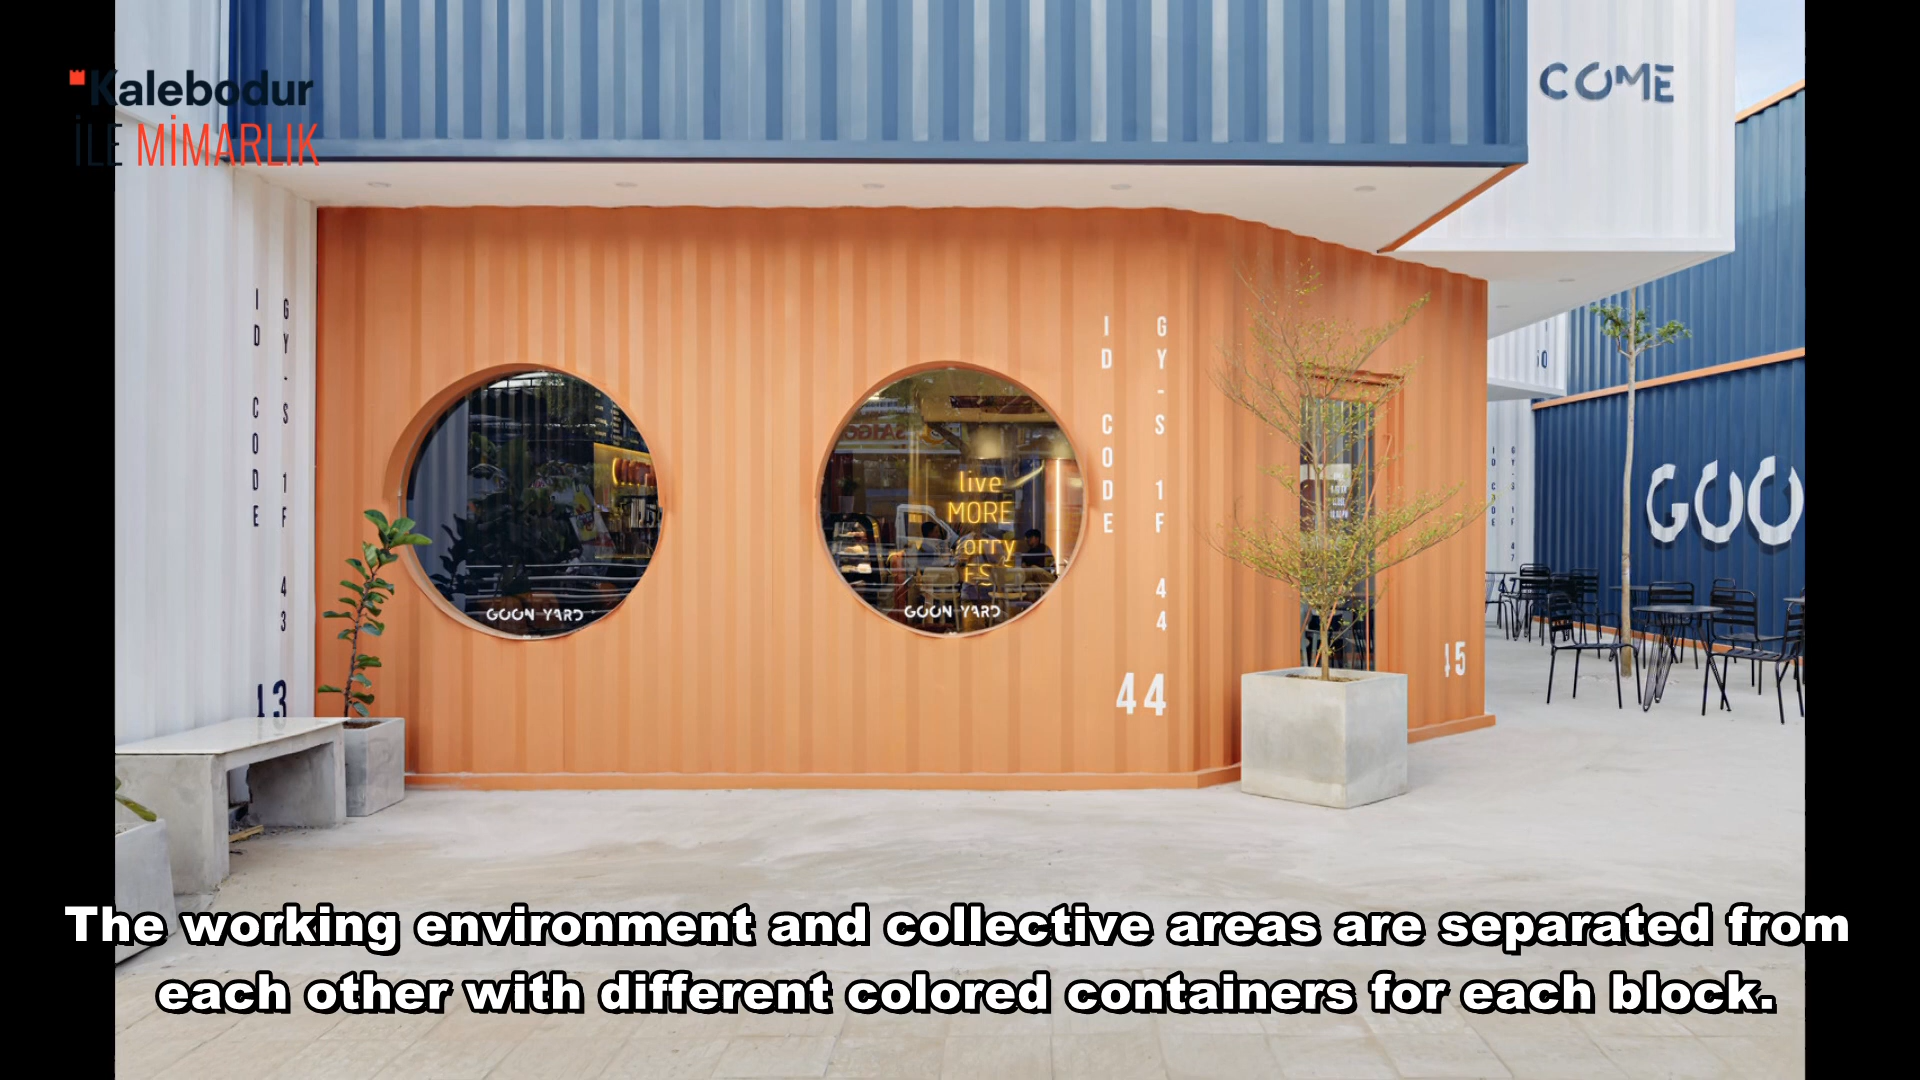 Kalebodur
İLE MİMARLIK
COME
ID CODE
GY-S 1F 43
ID CODE
GY-S 1F 44
live
MORE
orry
GOON YARD
GOON YARD
44
45
43
GOO
The working environment and collective areas are separated from
each other with different colored containers for each block.